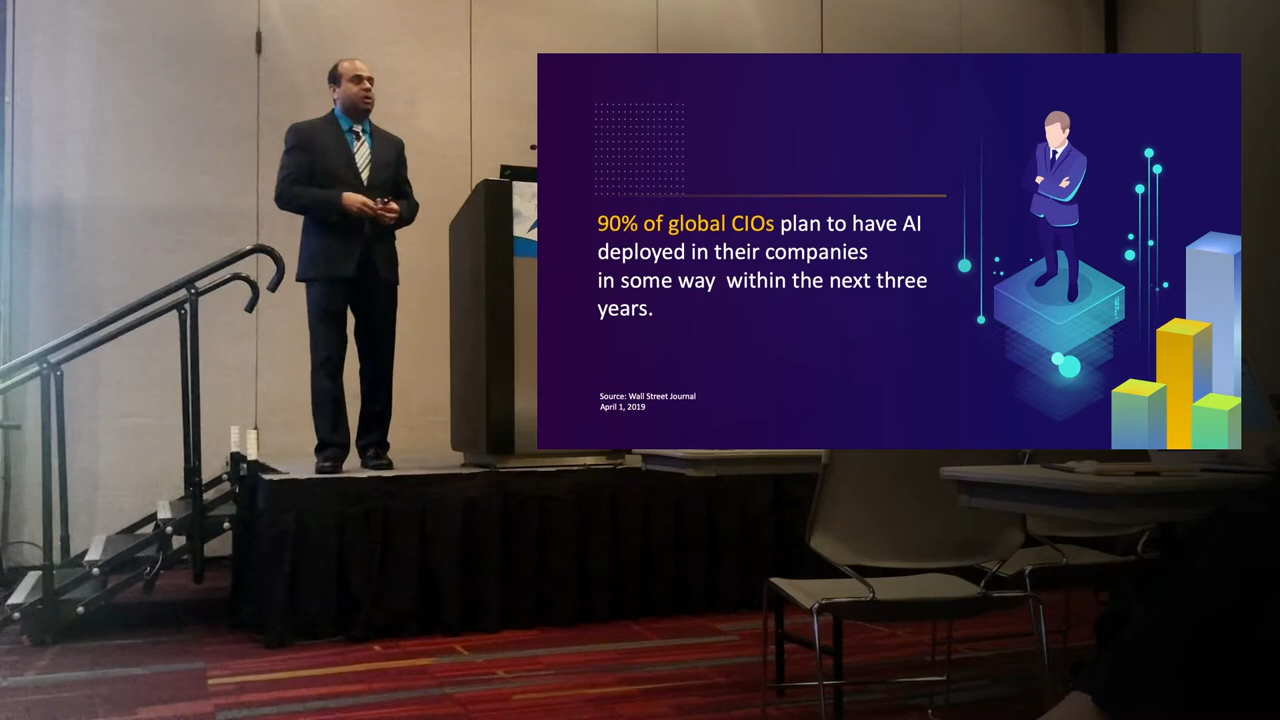 90% of global CIOs plan to have AI
deployed in their companies
in some way  within the next three
years.
Source: Wall Street Journal
April 1, 2019